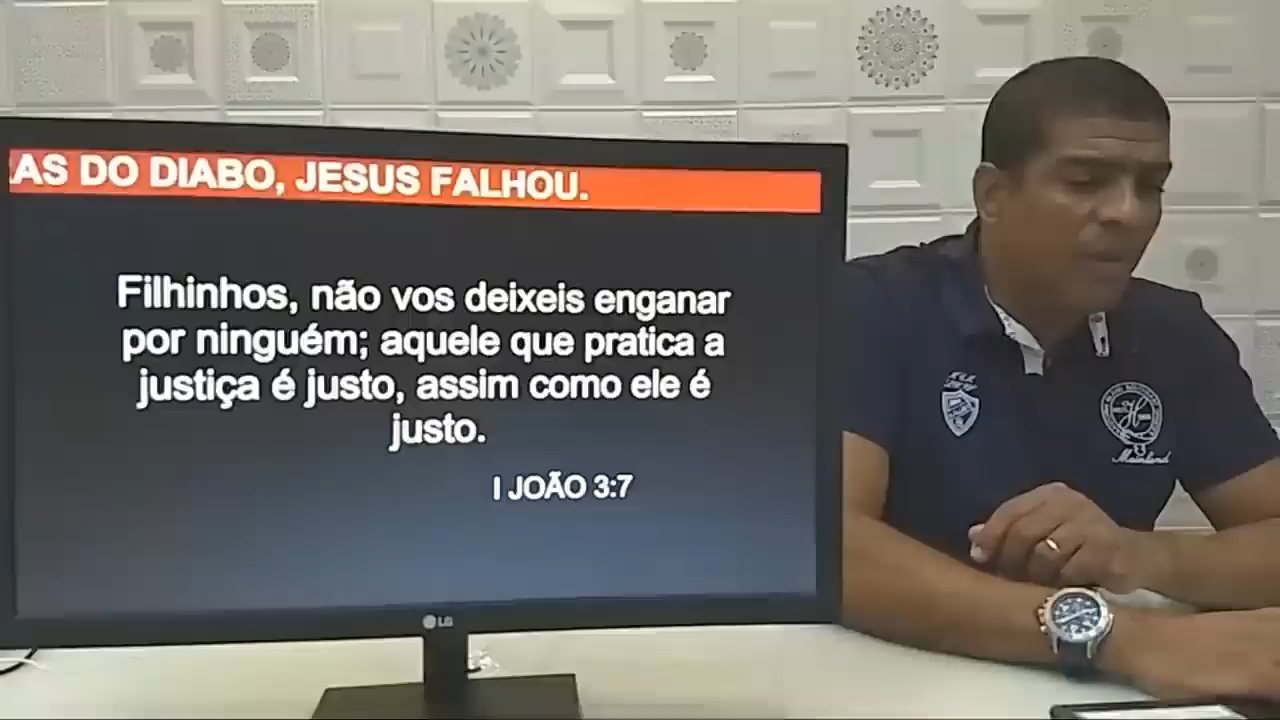 AS DO DIABO, JESUS FALHOU.
Filhinhos, não vos deixeis enganar
por ninguém; aquele que pratica a
justiça é justo, assim como ele é
justo.
I JOÃO 3:7
LG
H
Mainland